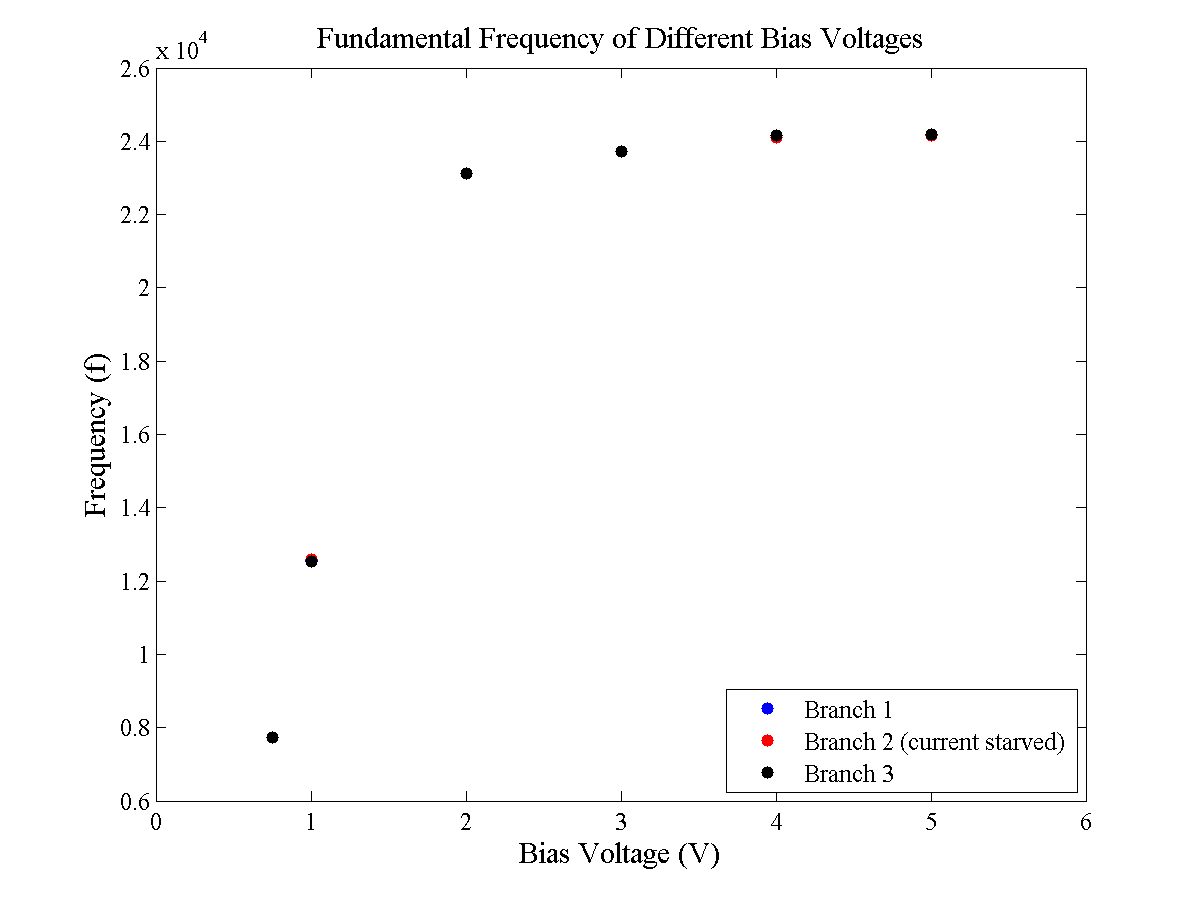 Fundamental Frequency of Different Bias Voltages
x 10^4
2.6
2.4
2.2
2
1.8
1.6
1.4
1.2
1
0.8
0.6
Frequency (f)
0 1 2 3 4 5 6
Bias Voltage (V)
Branch 1
Branch 2 (current starved)
Branch 3